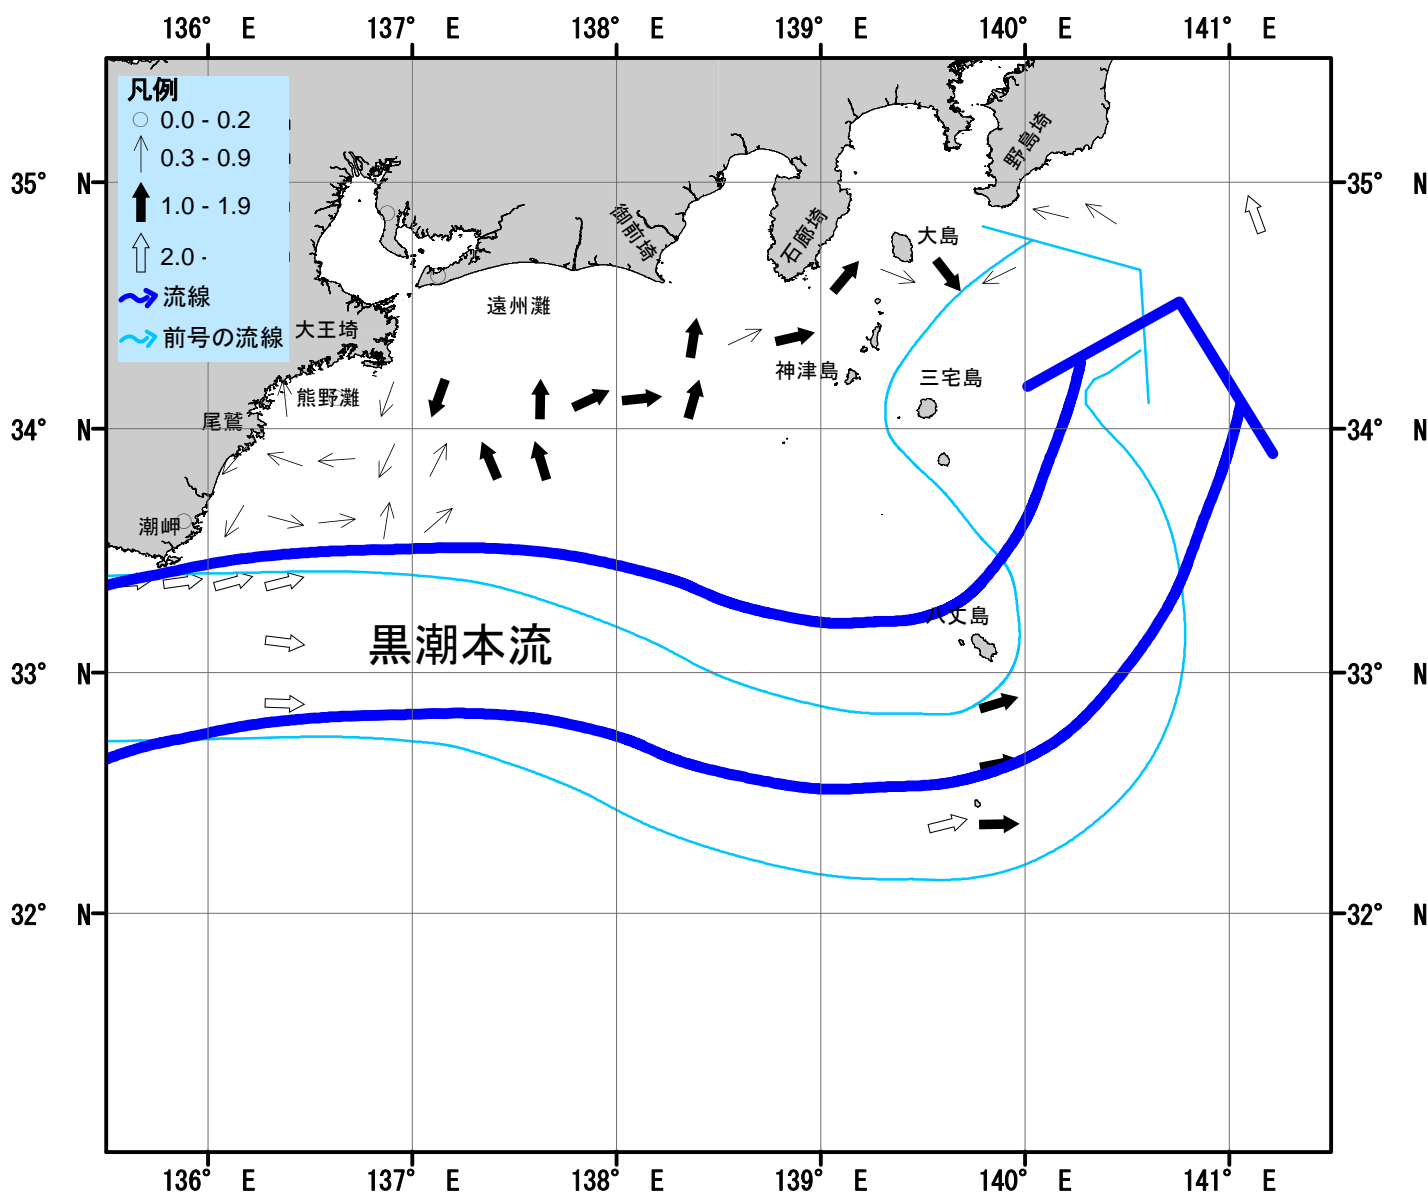 136° E 137° E 138° E 139° E 140° E 141° E
凡例
0.0 - 0.2
0.3 - 0.9
1.0 - 1.9
2.0 -
流線
前号の流線
野島埼
35° N
35° N
御前埼
石廊埼
大島
遠州灘
大王埼
神津島
三宅島
熊野灘
尾鷲
34° N
34° N
潮岬
八丈島
黒潮本流
33° N
33° N
32° N
32° N
136° E 137° E 138° E 139° E 140° E 141° E